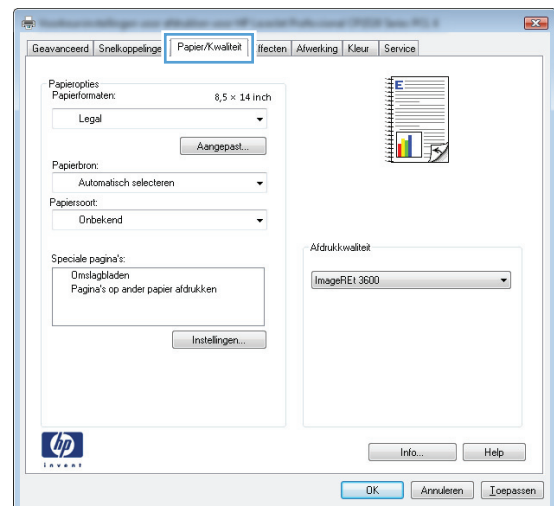 Geavanceerd Snelkoppelinge Papier/Kwaliteit ffecten Afwerking Kleur Service
Papieropties
Papierformaten: 8,5 × 14 inch
Legal
Aangepast...
Papierbron:
Automatisch selecteren
Papiersoort:
Onbekend
Speciale pagina's:
Omslagbladen
Pagina's op ander papier afdrukken
Instellingen...
E
Afdrukkwaliteit
ImageREt 3600
hp
invent
Info... Help
OK Annuleren Toepassen